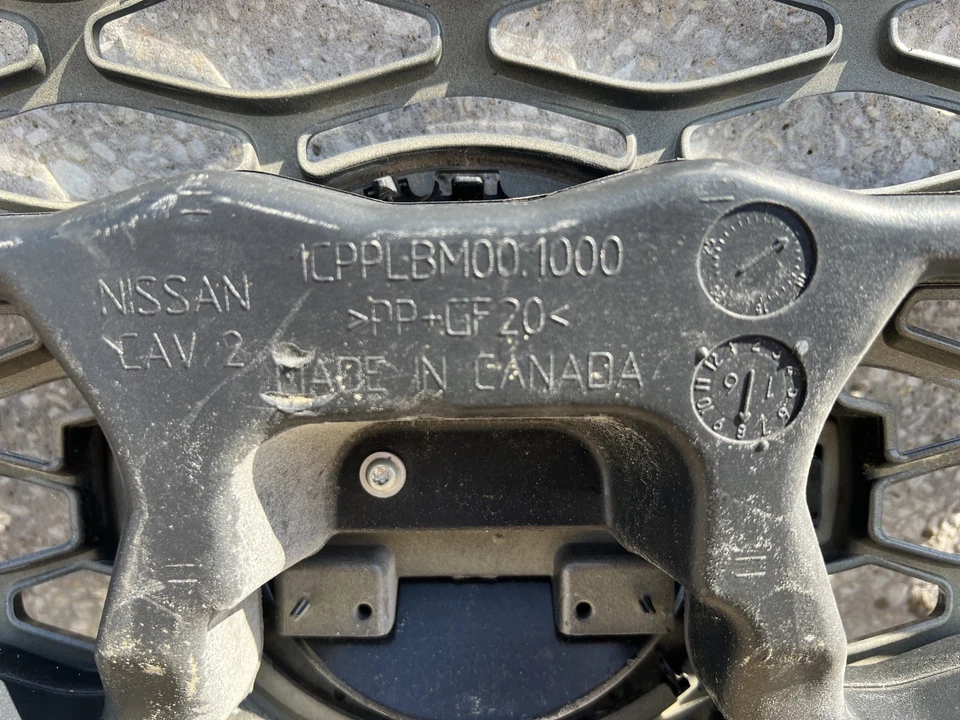 1CPPLBM00.1000
NISSAN
>PP+GF20<
CAV 2
MADE IN CANADA